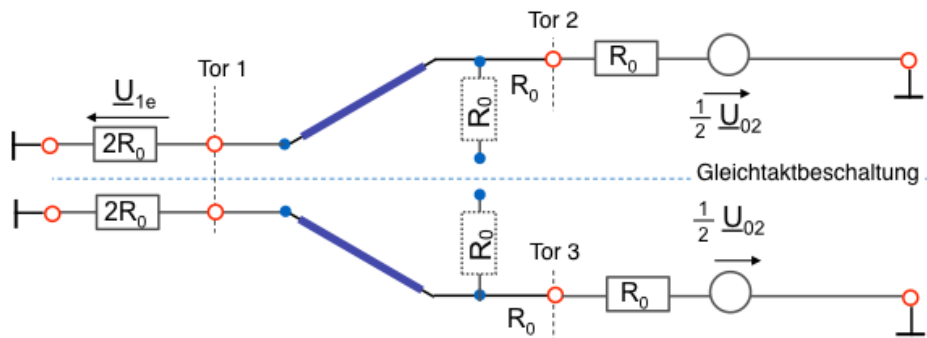 Tor 2
Tor 1
R₀
U₁ₑ
R₀
R₀
2R₀
½ U₀₂
Gleichtaktbeschaltung
2R₀
½ U₀₂
R₀
Tor 3
R₀
R₀